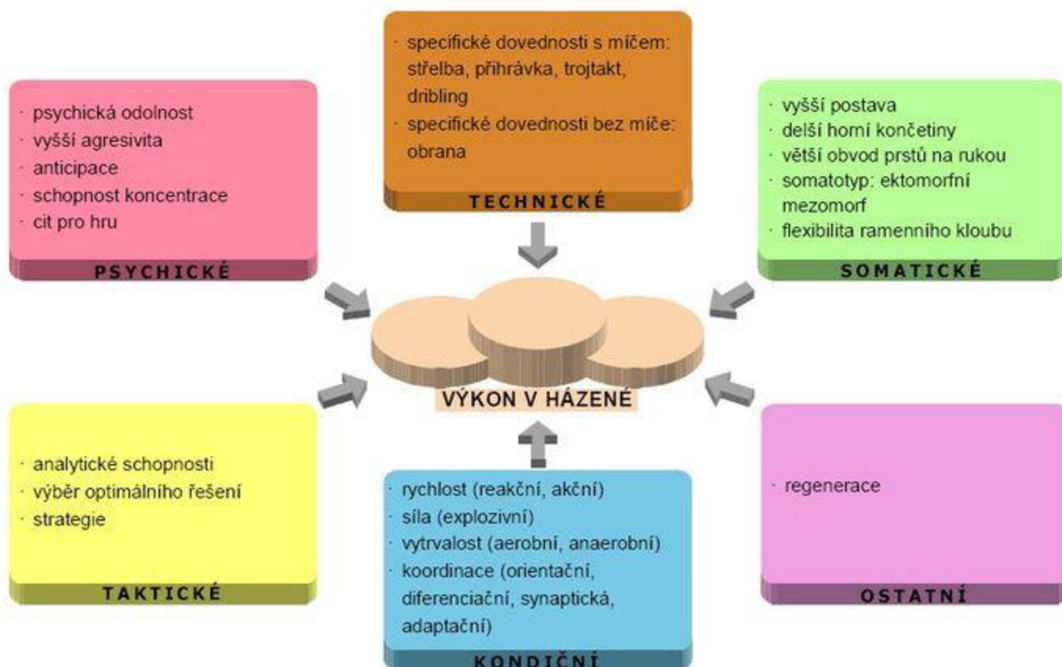 · specifické dovednosti s míčem:
střelba, přihrávka, trojtakt,
dribling
· specifické dovednosti bez míče:
obrana
TECHNICKÉ
· psychická odolnost
· vyšší agresivita
· anticipace
· schopnost koncentrace
· cit pro hru
PSYCHICKÉ
· vyšší postava
· delší horní končetiny
· větší obvod prstů na rukou
· somatotyp: ektomorfní
mezomorf
· flexibilita ramenního kloubu
SOMATICKÉ
VÝKON V HÁZENÉ
· analytické schopnosti
· výběr optimálního řešení
· strategie
TAKTICKÉ
· rychlost (reakční, akční)
· síla (explozivní)
· vytrvalost (aerobní, anaerobní)
· koordinace (orientační,
diferenciační, synaptická,
adaptační)
KONDIČNÍ
· regenerace
OSTATNÍ